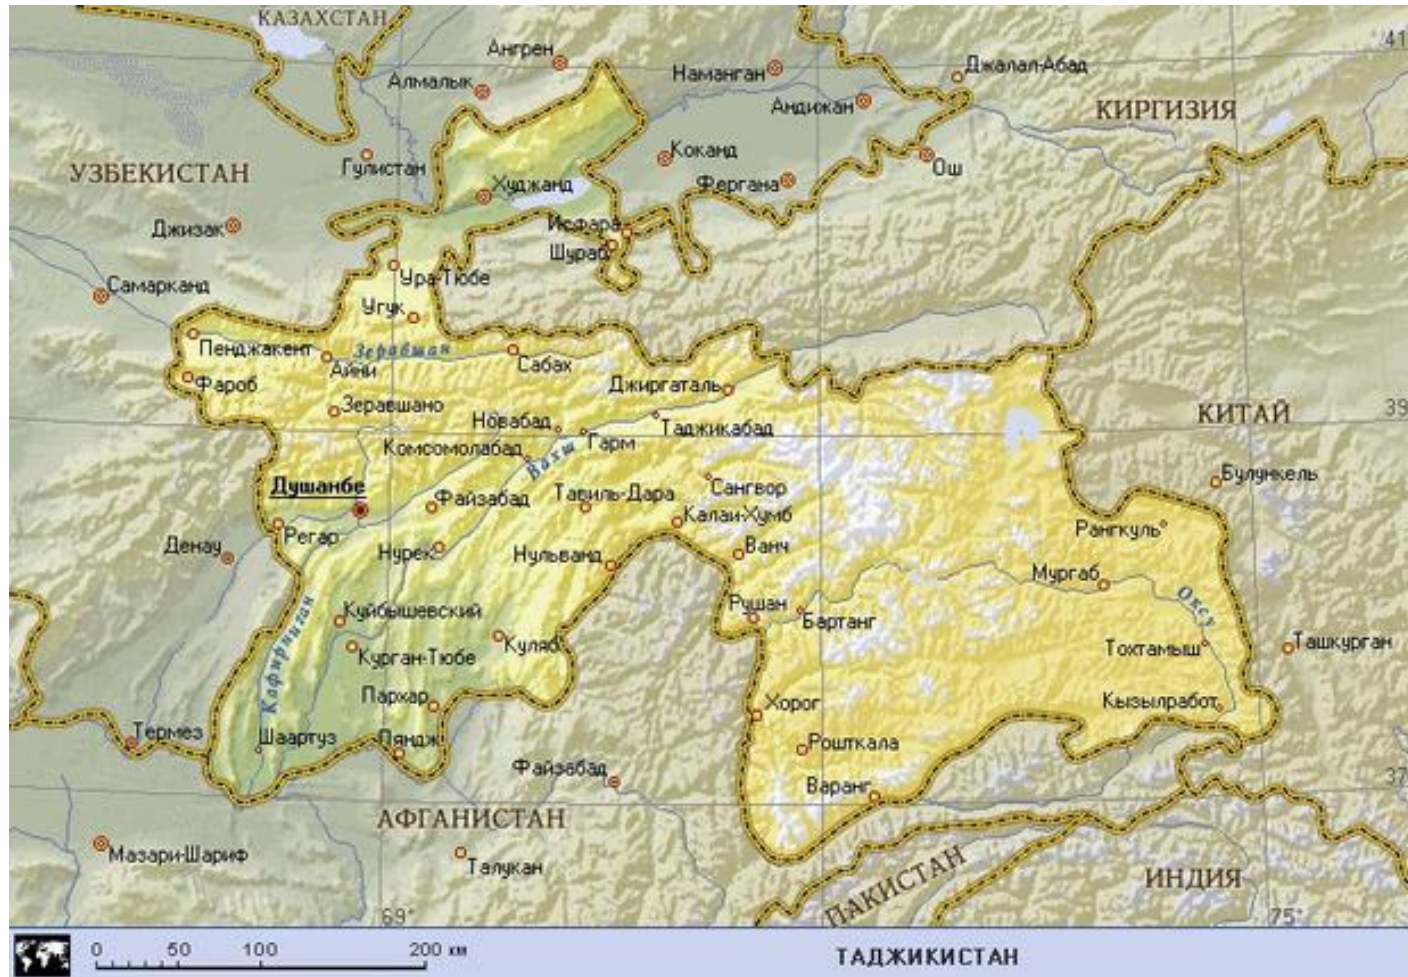 КАЗАХСТАН
41
Ангрен
Наманган
Джалал-Абад
Алмалык
Андижан
КИРГИЗИЯ
УЗБЕКИСТАН
Гулистан
Коканд
Ош
Худжанд
Фергана
Джизак
Исфара
Шураб
Самарканд
Ура-Тюбе
Угук
Пенджакент
Зеравшан
Айни
Сабах
Фароб
Джиргаталь
Зеравшано
КИТАЙ
39
Новабад
Гарм
Таджикабад
Комсомолабад
Вахш
Душанбе
Файзабад
Тавиль-Дара
Сангвор
Булункель
Калаи-Хумб
Рангкуль
Регар
Денау
Нурек
Нульванд
Ванч
Мургаб
Оксу
Рушан
Бартанг
Куйбышевский
Кафирниган
Курган-Тюбе
Куляб
Тохтамыш
Ташкурган
Пархар
Хорог
Кызылработ
Термез
Шаартуз
Пяндж
Рошткала
Файзабад
Варанг
37
АФГАНИСТАН
Мазари-Шариф
Талукан
ПАКИСТАН
ИНДИЯ
69°
75°
0 50 100 200 км
ТАДЖИКИСТАН